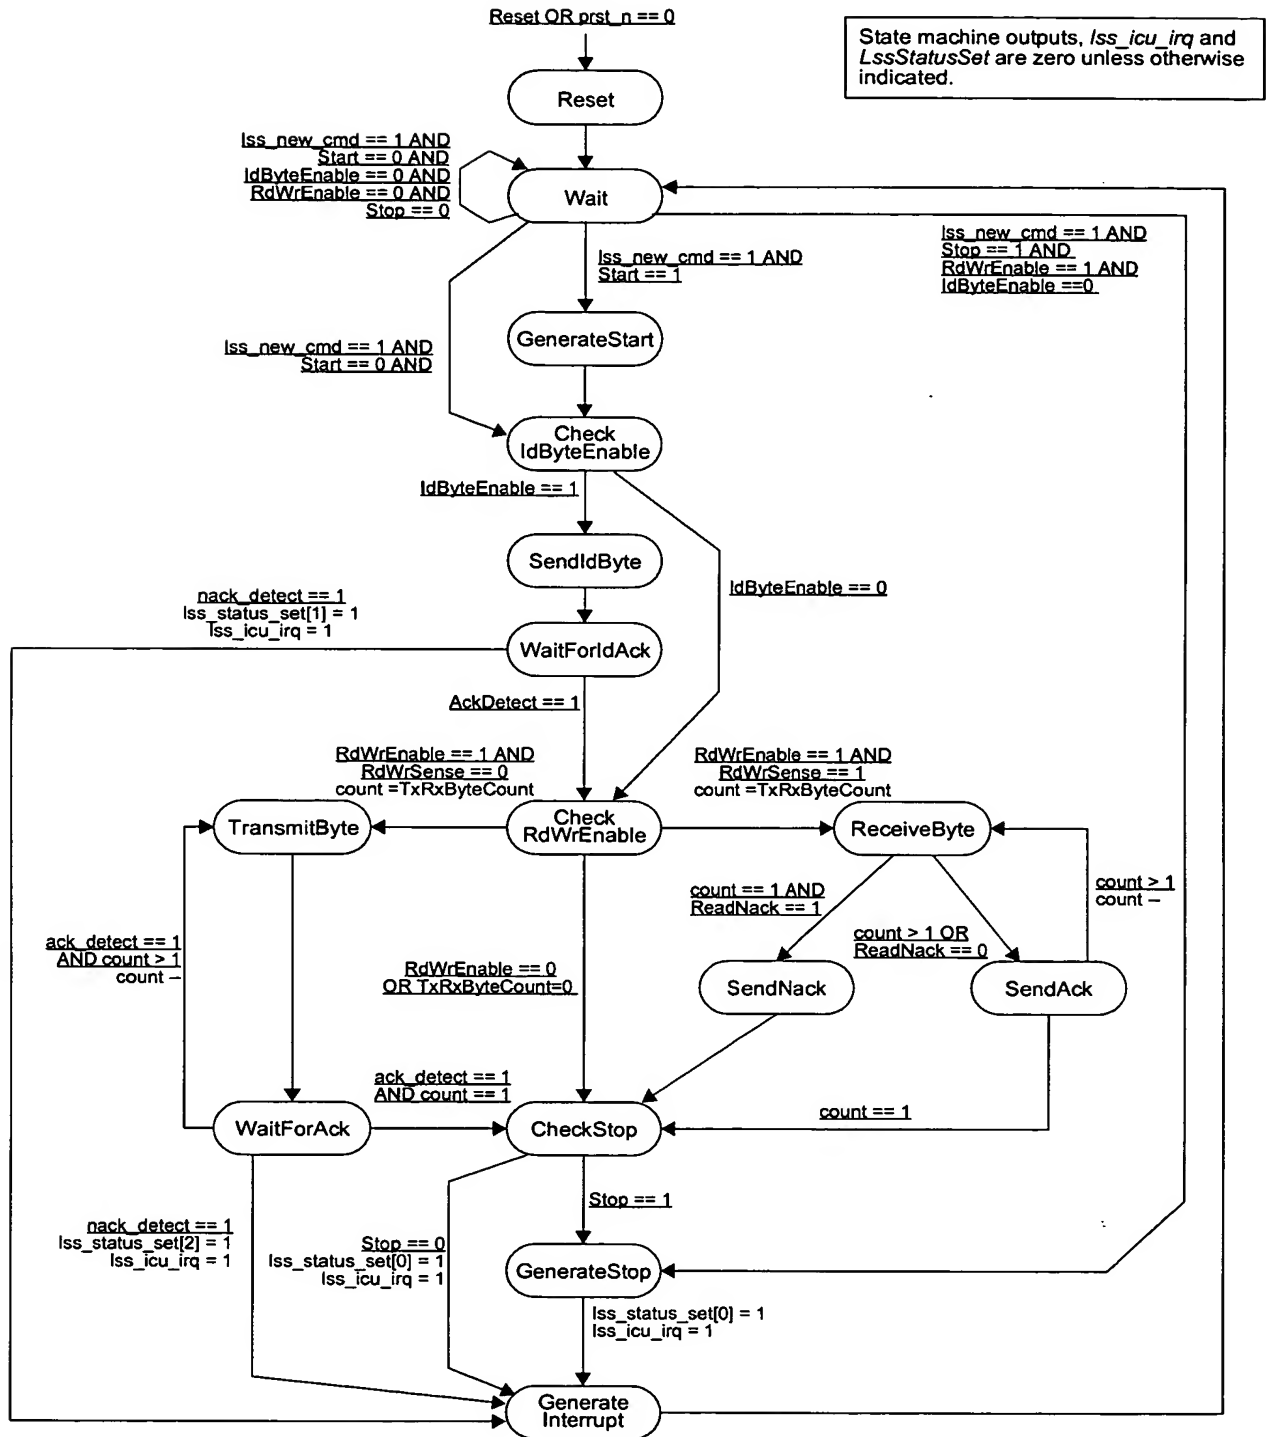 Reset OR prst_n == 0
State machine outputs, lss_icu_irq and
LssStatusSet are zero unless otherwise
indicated.
Reset
lss_new_cmd == 1 AND
Start == 0 AND
IdByteEnable == 0 AND
RdWrEnable == 0 AND
Stop == 0
Wait
lss_new_cmd == 1 AND
Start == 1
lss_new_cmd == 1 AND
Stop == 1 AND
RdWrEnable == 1 AND
IdByteEnable ==0
GenerateStart
lss_new_cmd == 1 AND
Start == 0 AND
Check
IdByteEnable
IdByteEnable == 1
SendIdByte
IdByteEnable == 0
nack_detect == 1
lss_status_set[1] = 1
lss_icu_irq = 1
WaitForIdAck
AckDetect == 1
RdWrEnable == 1 AND
RdWrSense == 0
count =TxRxByteCount
RdWrEnable == 1 AND
RdWrSense == 1
count =TxRxByteCount
TransmitByte
Check
RdWrEnable
ReceiveByte
count == 1 AND
ReadNack == 1
count > 1
count –
count > 1 OR
ReadNack == 0
ack_detect == 1
AND count > 1
count –
RdWrEnable == 0
OR TxRxByteCount=0
SendNack
SendAck
ack_detect == 1
AND count == 1
WaitForAck
CheckStop
count == 1
Stop == 1
nack_detect == 1
lss_status_set[2] = 1
lss_icu_irq = 1
Stop == 0
lss_status_set[0] = 1
lss_icu_irq = 1
GenerateStop
lss_status_set[0] = 1
lss_icu_irq = 1
Generate
Interrupt